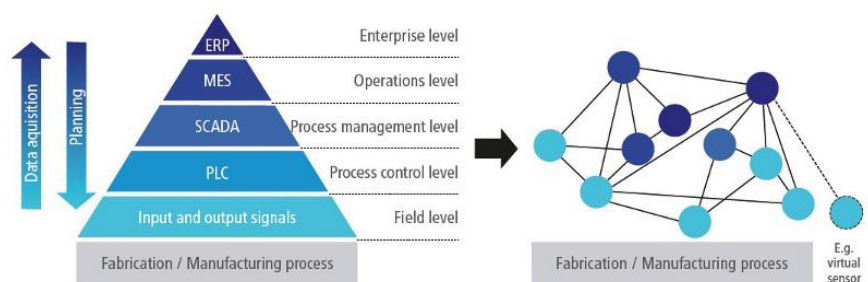 Data aquisition
Planning
ERP
Enterprise level
MES
Operations level
SCADA
Process management level
PLC
Process control level
Input and output signals
Field level
Fabrication / Manufacturing process
Fabrication / Manufacturing process
E.g.
virtual
sensor